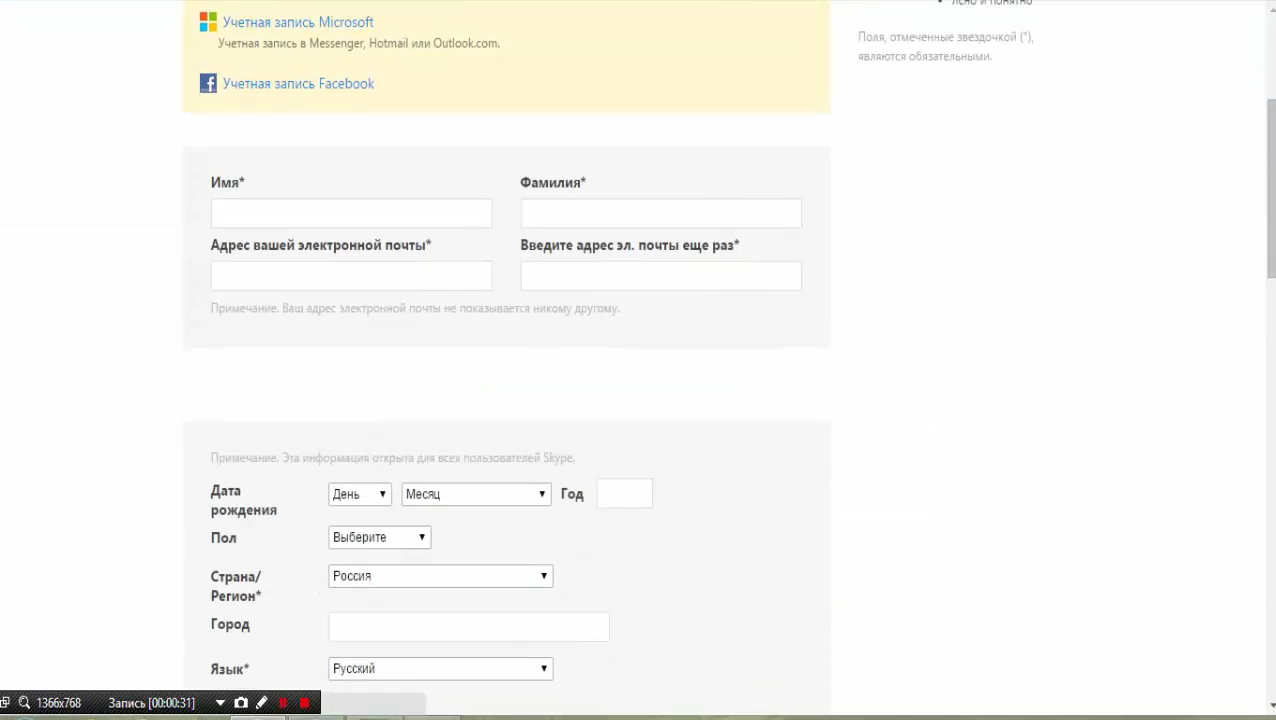 Учетная запись Microsoft
Учетная запись в Messenger, Hotmail или Outlook.com.
Учетная запись Facebook
ясно и понятно
Поля, отмеченные звездочкой (*),
являются обязательными.
Имя* Фамилия*
Адрес вашей электронной почты* Введите адрес эл. почты еще раз*
Примечание. Ваш адрес электронной почты не показывается никому другому.
Примечание. Эта информация открыта для всех пользователей Skype.
Дата
рождения
День Месяц Год
Пол Выберите
Страна/
Регион*
Россия
Город
Язык* Русский
1366x768 Запись [00:00:31]